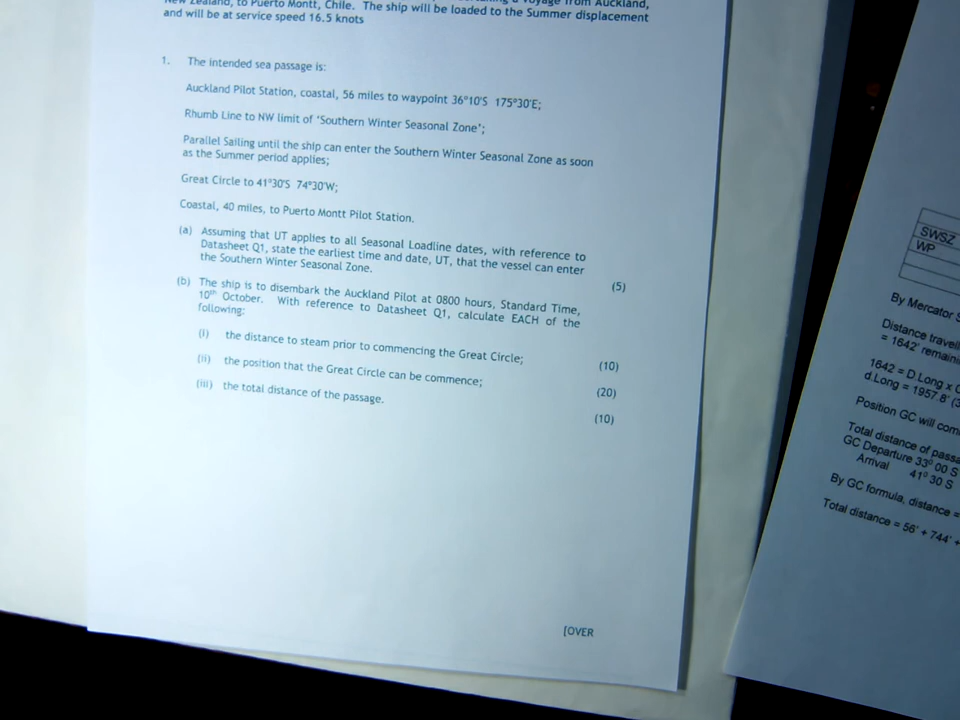 New Zealand, to Puerto Montt, Chile. The ship will be loaded to the Summer displacement
and will be at service speed 16.5 knots
1. The intended sea passage is:
Auckland Pilot Station, coastal, 56 miles to waypoint 36°10'S 175°30'E;
Rhumb Line to NW limit of 'Southern Winter Seasonal Zone';
Parallel Sailing until the ship can enter the Southern Winter Seasonal Zone as soon
as the Summer period applies;
Great Circle to 41°30'S 74°30'W;
Coastal, 40 miles, to Puerto Montt Pilot Station.
(a) Assuming that UT applies to all Seasonal Loadline dates, with reference to
Datasheet Q1, state the earliest time and date, UT, that the vessel can enter
the Southern Winter Seasonal Zone. (5)
(b) The ship is to disembark the Auckland Pilot at 0800 hours, Standard Time,
10th October. With reference to Datasheet Q1, calculate EACH of the
following:
(i) the distance to steam prior to commencing the Great Circle; (10)
(ii) the position that the Great Circle can be commence; (20)
(iii) the total distance of the passage. (10)
[OVER
SWSZ
WP
By Mercator
Distance
= 1642'
1642 = D.Long x
d.Long = 1957.8'
Position GC will
Total distance of
GC Departure 33° 00 S
Arrival 41° 30 S
By GC formula, distance =
Total distance = 56' + 744' +